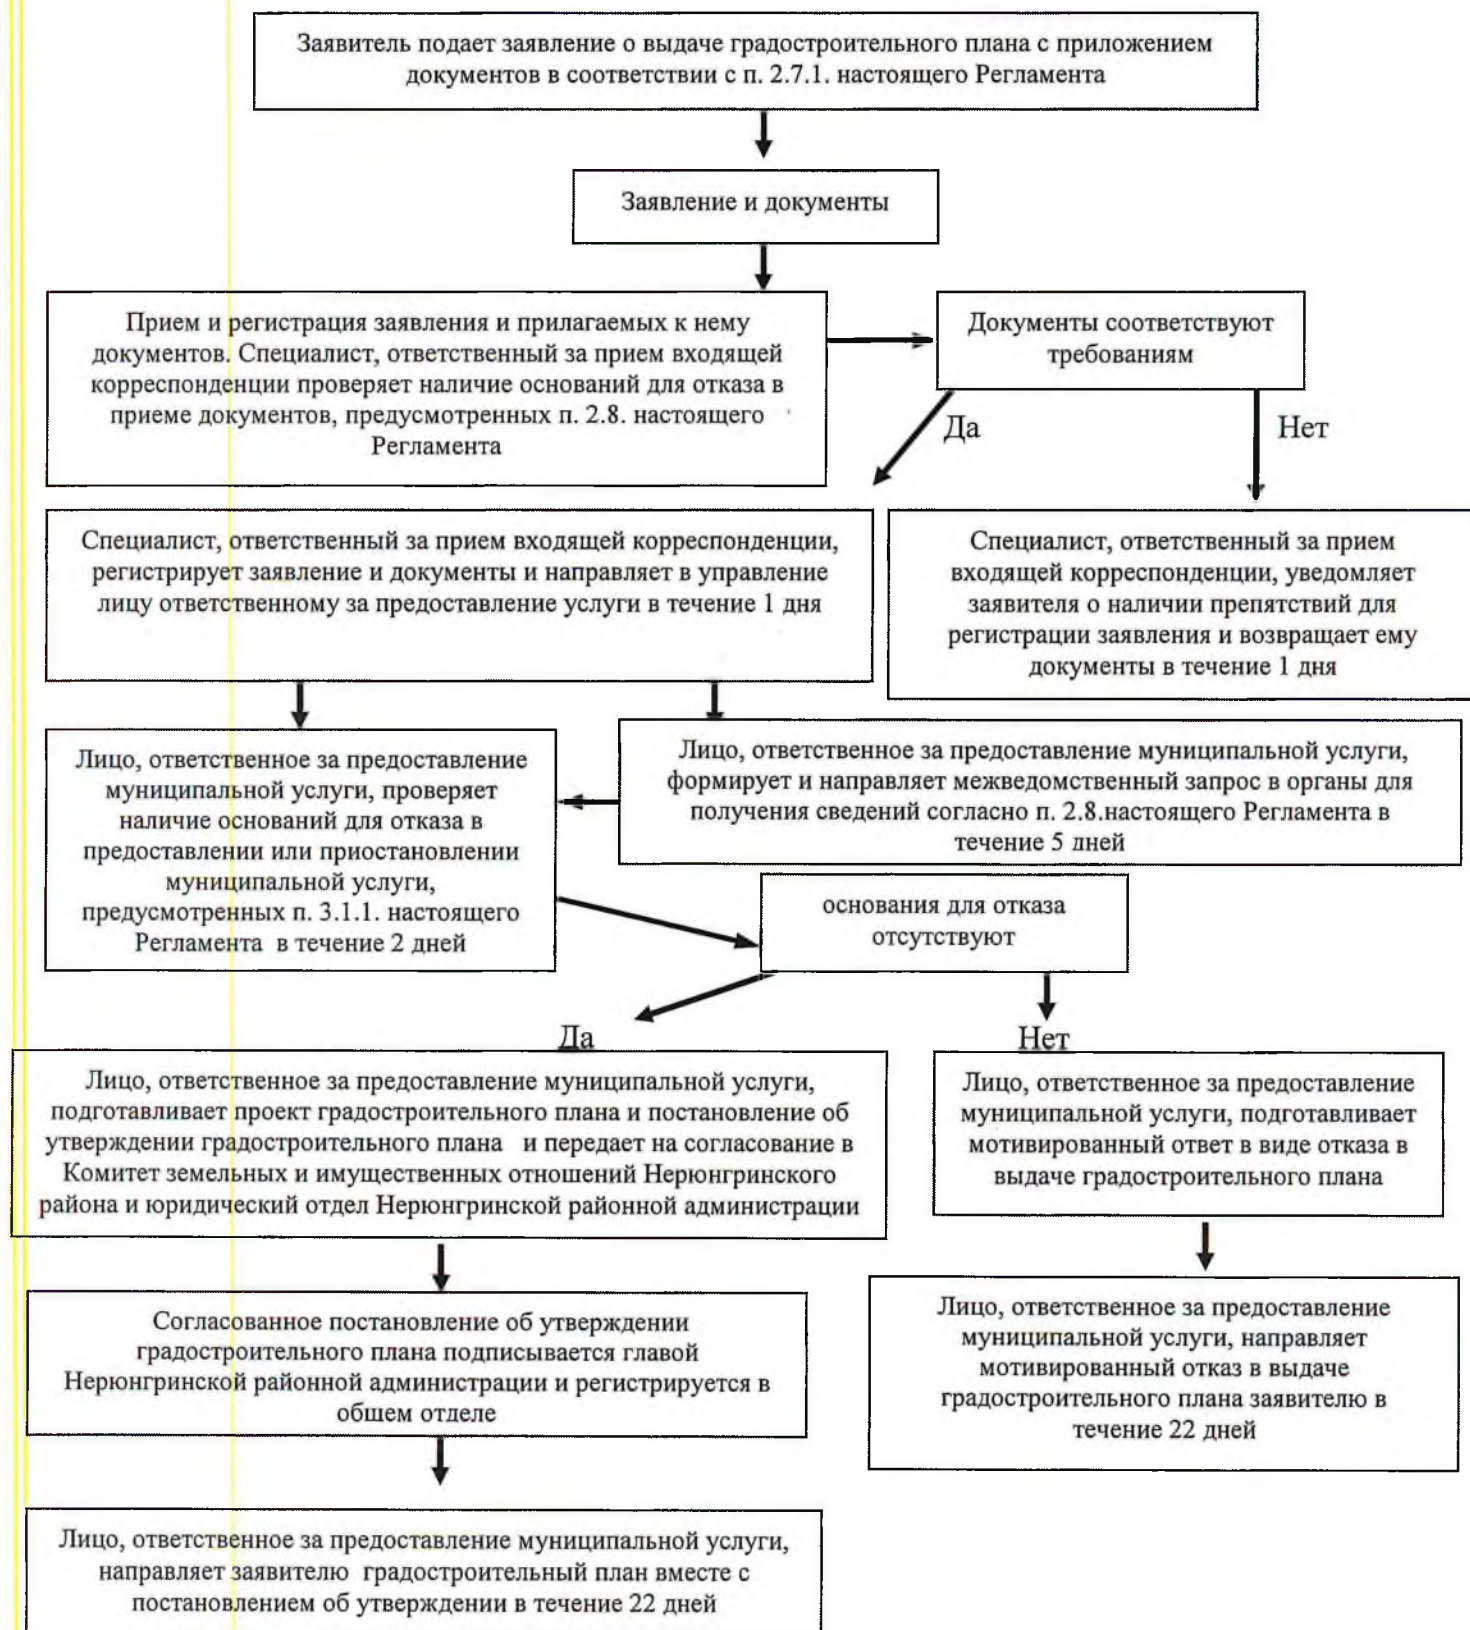 Заявитель подает заявление о выдаче градостроительного плана с приложением
документов в соответствии с п. 2.7.1. настоящего Регламента
Заявление и документы
Прием и регистрация заявления и прилагаемых к нему
документов. Специалист, ответственный за прием входящей
корреспонденции проверяет наличие оснований для отказа в
приеме документов, предусмотренных п. 2.8. настоящего
Регламента
Документы соответствуют
требованиям
Да
Нет
Специалист, ответственный за прием входящей корреспонденции,
регистрирует заявление и документы и направляет в управление
лицу ответственному за предоставление услуги в течение 1 дня
Специалист, ответственный за прием
входящей корреспонденции, уведомляет
заявителя о наличии препятствий для
регистрации заявления и возвращает ему
документы в течение 1 дня
Лицо, ответственное за предоставление
муниципальной услуги, проверяет
наличие оснований для отказа в
предоставлении или приостановлении
муниципальной услуги,
предусмотренных п. 3.1.1. настоящего
Регламента в течение 2 дней
Лицо, ответственное за предоставление муниципальной услуги,
формирует и направляет межведомственный запрос в органы для
получения сведений согласно п. 2.8.настоящего Регламента в
течение 5 дней
основания для отказа
отсутствуют
Да
Нет
Лицо, ответственное за предоставление муниципальной услуги,
подготавливает проект градостроительного плана и постановление об
утверждении градостроительного плана и передает на согласование в
Комитет земельных и имущественных отношений Нерюнгринского
района и юридический отдел Нерюнгринской районной администрации
Лицо, ответственное за предоставление
муниципальной услуги, подготавливает
мотивированный ответ в виде отказа в
выдаче градостроительного плана
Согласованное постановление об утверждении
градостроительного плана подписывается главой
Нерюнгринской районной администрации и регистрируется в
общем отделе
Лицо, ответственное за предоставление
муниципальной услуги, направляет
мотивированный отказ в выдаче
градостроительного плана заявителю в
течение 22 дней
Лицо, ответственное за предоставление муниципальной услуги,
направляет заявителю градостроительный план вместе с
постановлением об утверждении в течение 22 дней